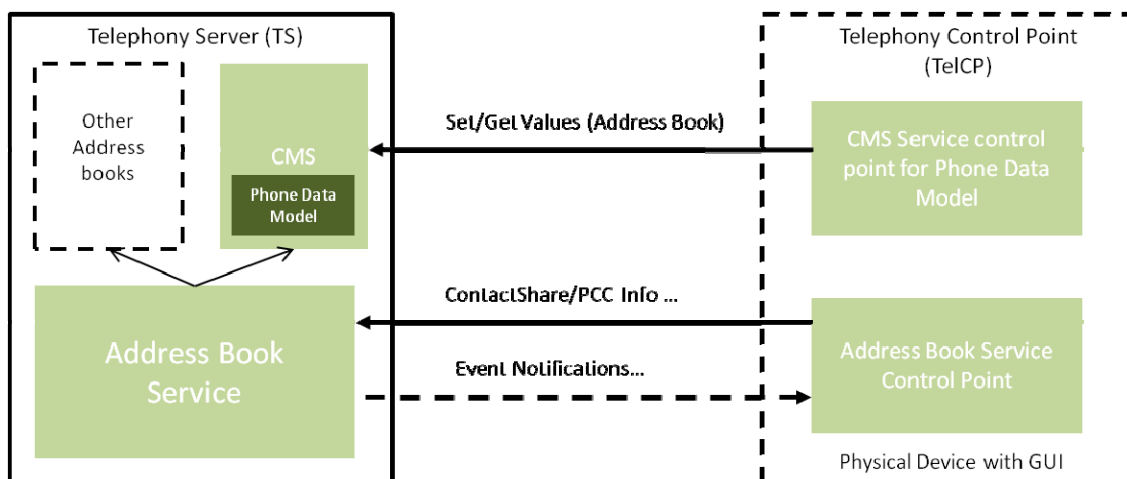 Telephony Server (TS)
Other
Address
books
CMS
Phone Data
Model
Address Book
Service
Set/Get Values (Address Book)
ContactShare/PCC Info ...
Event Notifications...
Telephony Control Point
(TelCP)
CMS Service control
point for Phone Data
Model
Address Book Service
Control Point
Physical Device with GUI